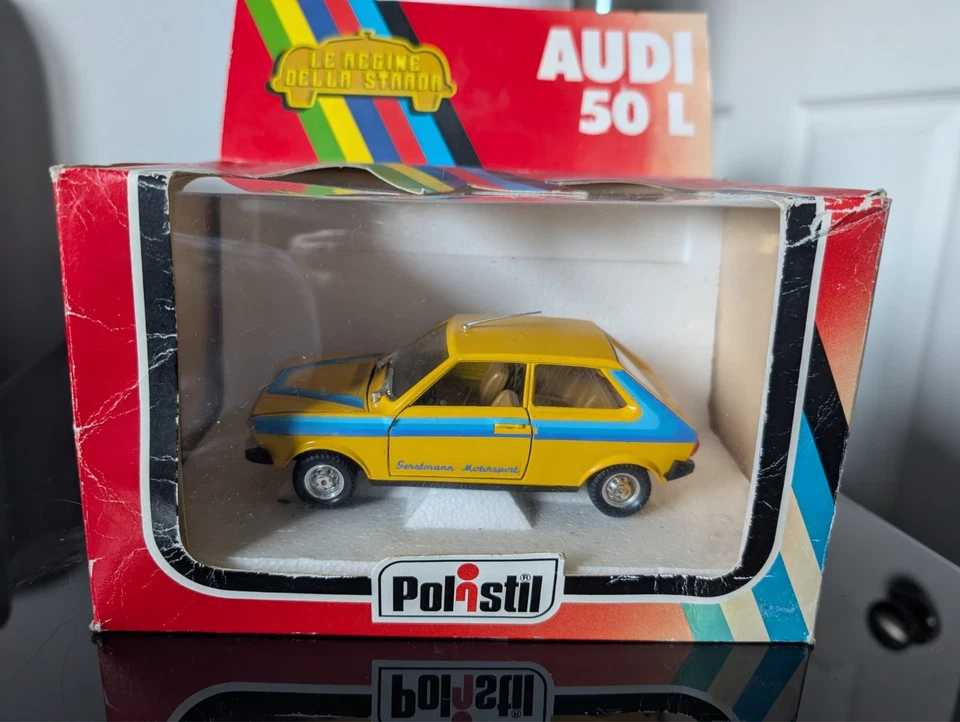 LE REGINE
DELLA STRADA
AUDI
50 L
Gerstmann Motorsport
Polistil®